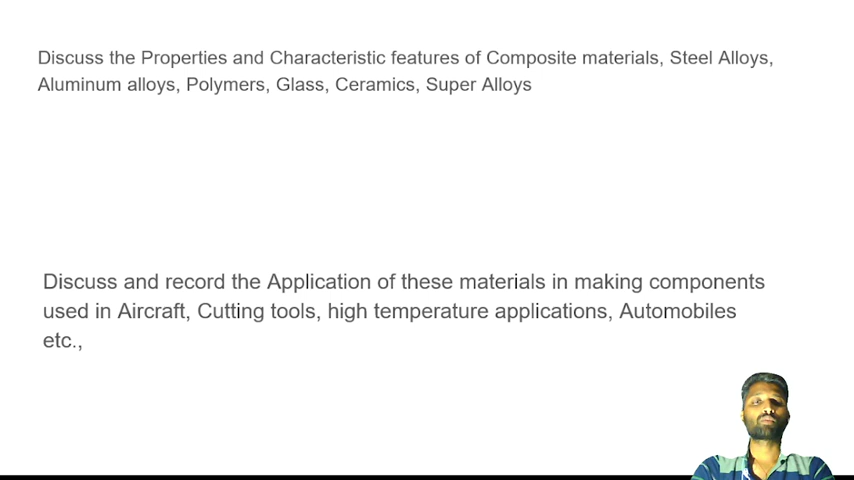 Discuss the Properties and Characteristic features of Composite materials, Steel Alloys,
Aluminum alloys, Polymers, Glass, Ceramics, Super Alloys
Discuss and record the Application of these materials in making components
used in Aircraft, Cutting tools, high temperature applications, Automobiles
etc.,